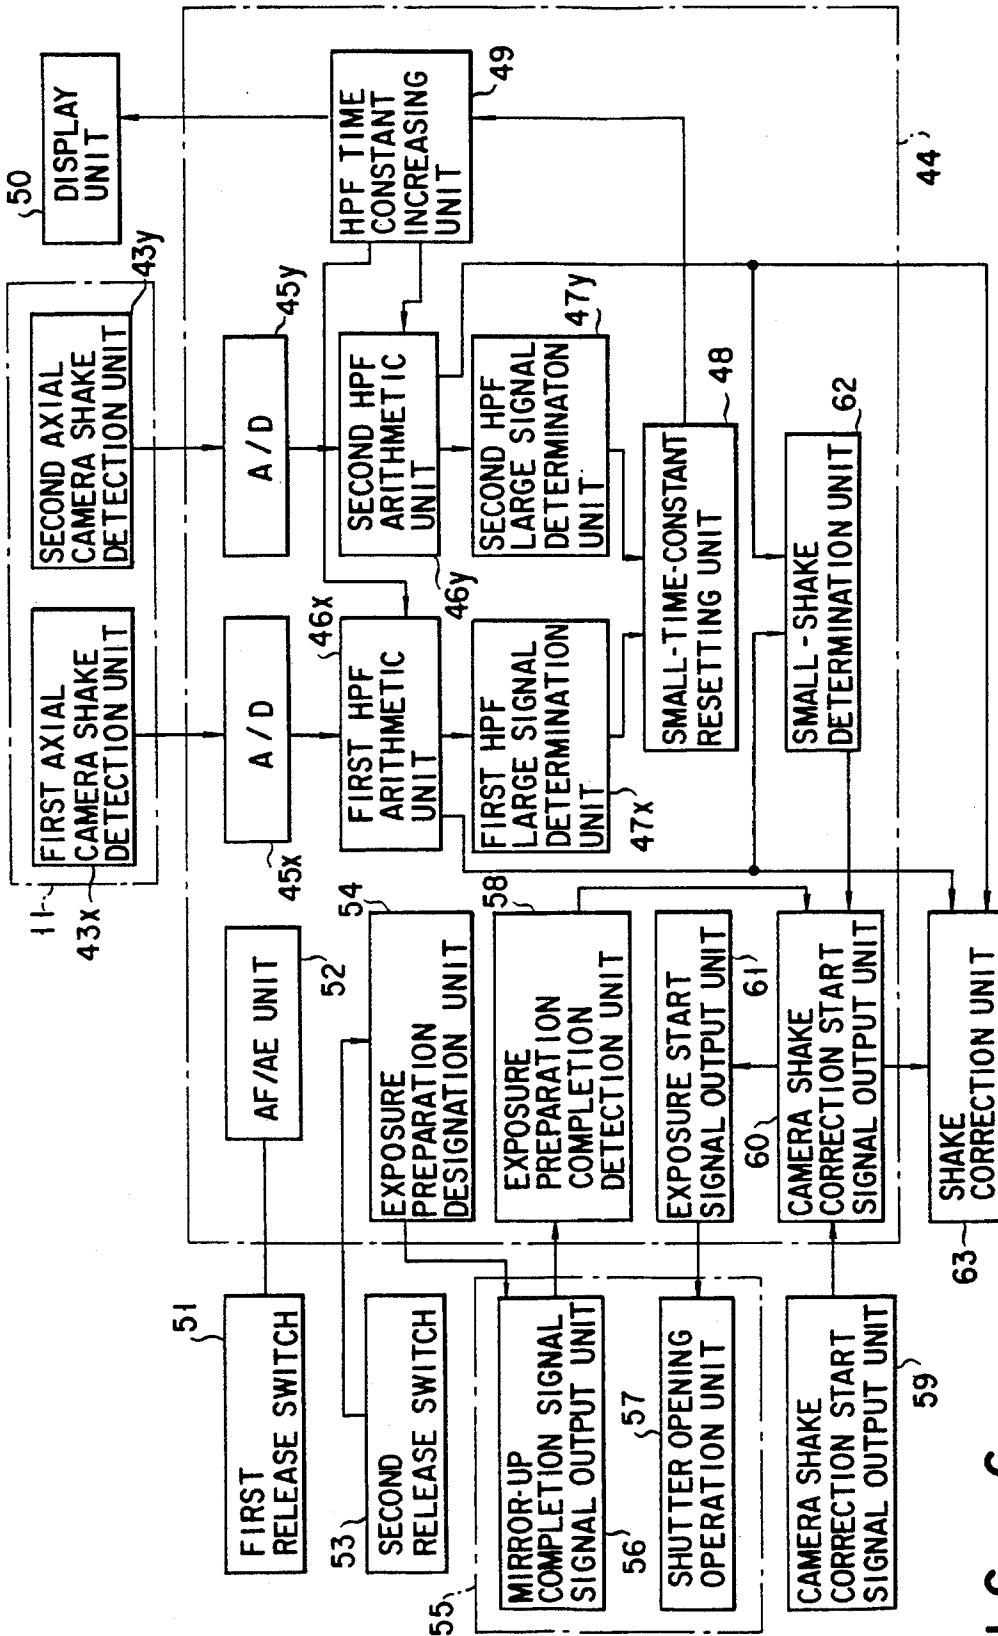 50
DISPLAY
UNIT
11
FIRST AXIAL
CAMERA SHAKE
DETECTION UNIT
43x
SECOND AXIAL
CAMERA SHAKE
DETECTION UNIT
43y
51
FIRST
RELEASE SWITCH
AF/AE UNIT
52
A/D
45x
A/D
45y
HPF TIME
CONSTANT
INCREASING
UNIT
49
53
SECOND
RELEASE SWITCH
54
EXPOSURE
PREPARATION
DESIGNATION UNIT
46x
FIRST HPF
ARITHMETIC
UNIT
SECOND HPF
ARITHMETIC
UNIT
46y
55
MIRROR-UP
COMPLETION SIGNAL
SIGNAL OUTPUT UNIT
56
58
EXPOSURE
PREPARATION
COMPLETION
DETECTION UNIT
FIRST HPF
LARGE SIGNAL
DETERMINATION
UNIT
47x
SECOND HPF
LARGE SIGNAL
DETERMINATON
UNIT
47y
57
SHUTTER OPENING
OPERATION UNIT
EXPOSURE START
SIGNAL OUTPUT UNIT
61
SMALL-TIME-CONSTANT
RESETTING UNIT
48
CAMERA SHAKE
CORRECTION START
SIGNAL OUTPUT UNIT
59
60
CAMERA SHAKE
CORRECTION START
SIGNAL OUTPUT UNIT
SMALL-SHAKE
DETERMINATION UNIT
62
44
63
SHAKE
CORRECTION UNIT